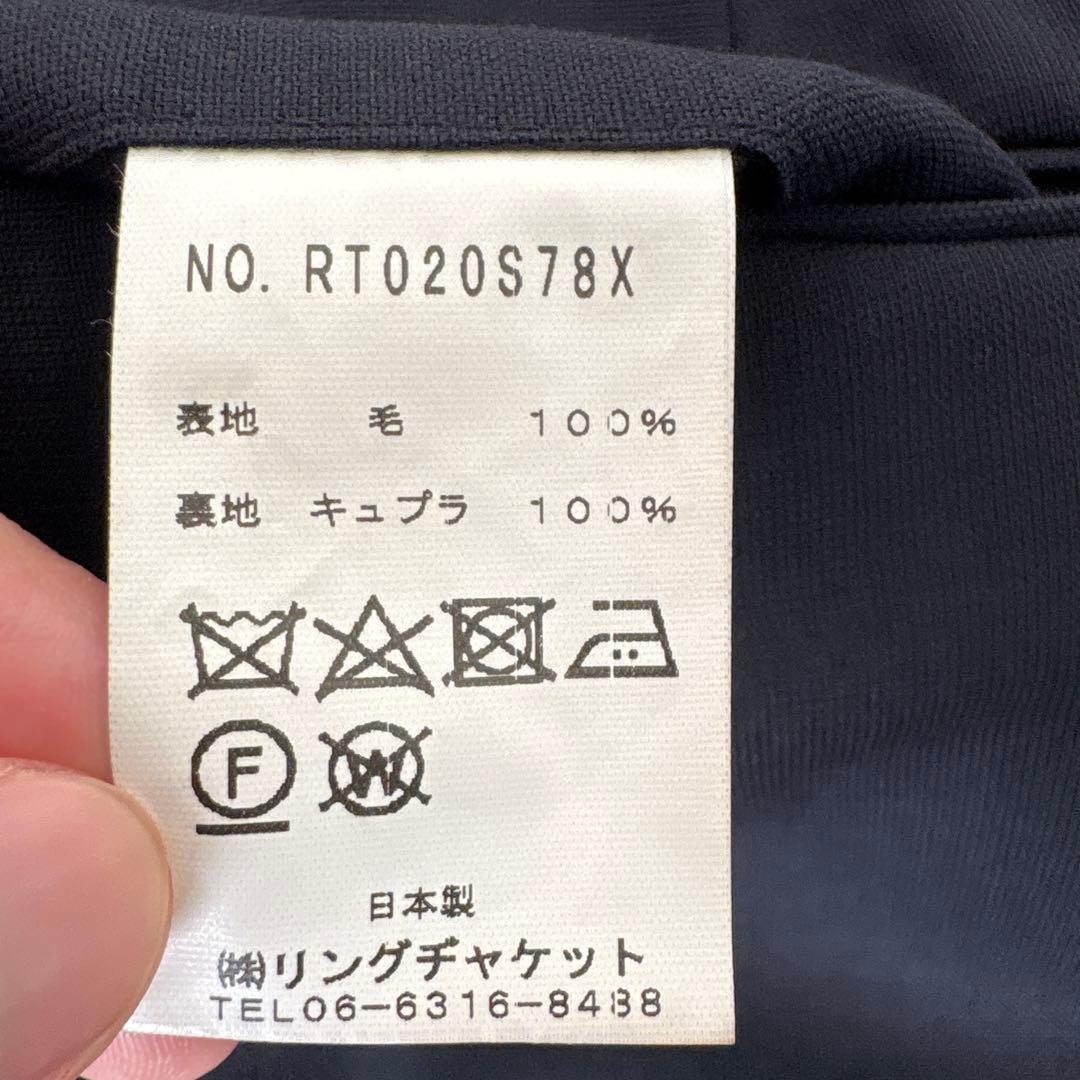 NO. RT020S78X
表地 毛 100%
裏地 キュプラ 100%
F W
日本製
㈱リングヂャケット
TEL06-6316-8488